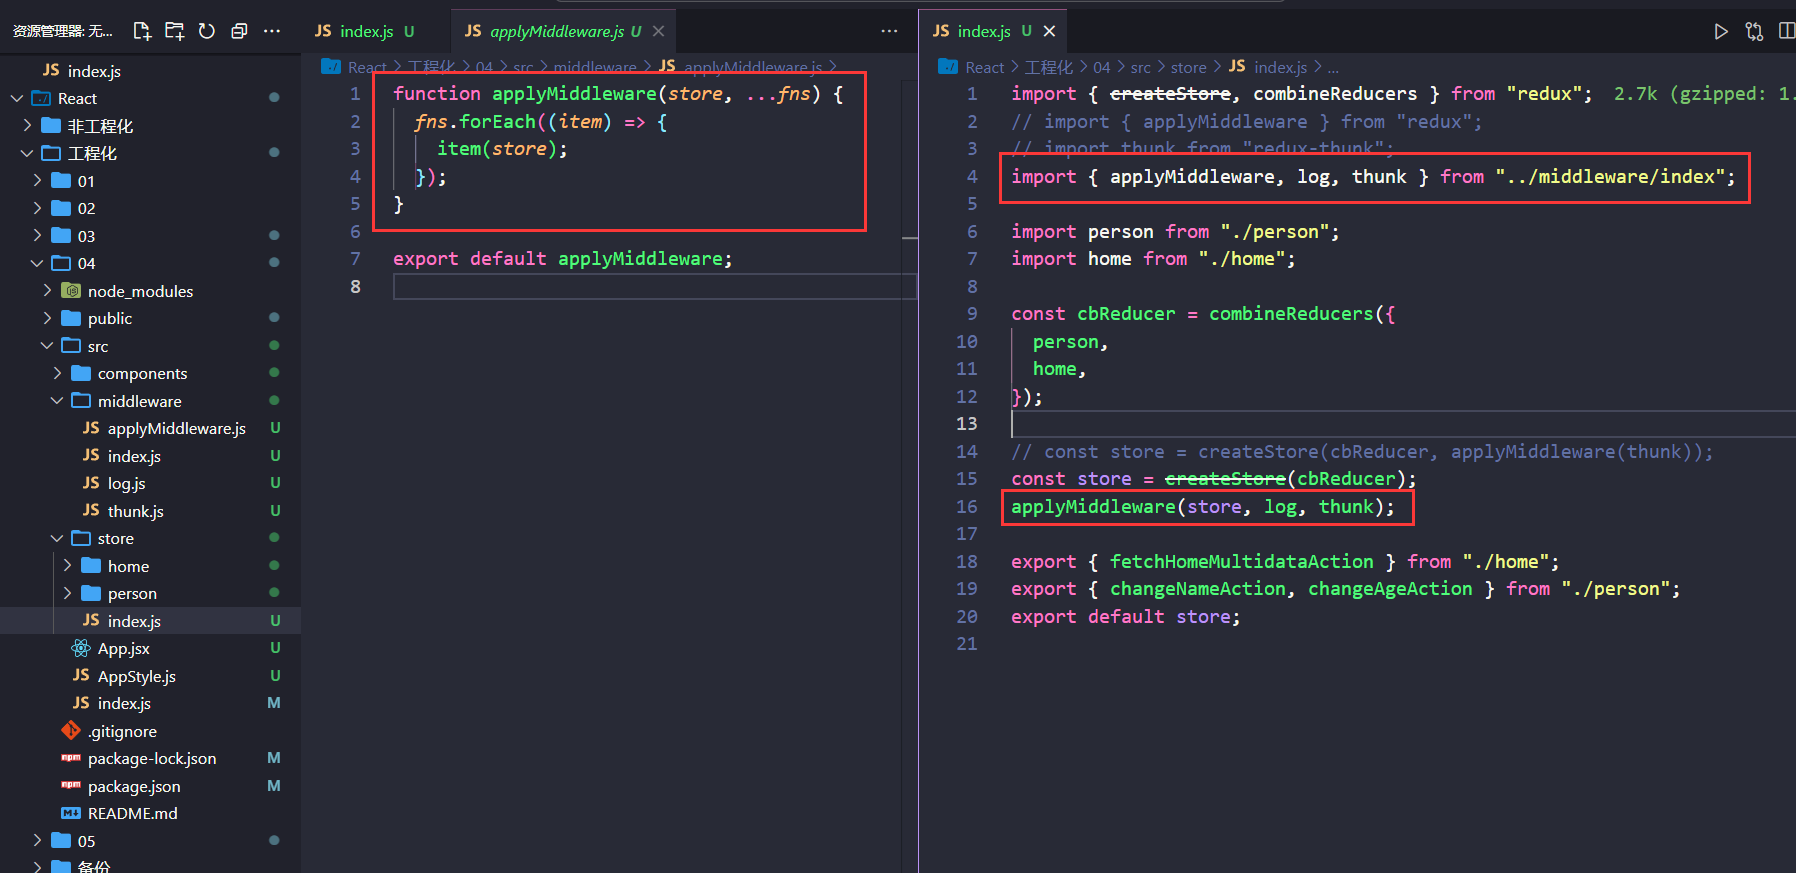 资源管理器: 无...
JS index.js
React
非工程化
工程化
01
02
03
04
node_modules
public
src
components
middleware
JS applyMiddleware.js U
JS index.js U
JS log.js U
JS thunk.js U
store
home
person
JS index.js U
App.jsx U
JS AppStyle.js U
JS index.js M
.gitignore
npm package-lock.json M
npm package.json M
README.md
05
备份
JS index.js U
JS applyMiddleware.js U
React > 工程化 > 04 > src > middleware > JS applyMiddleware.js >
1 function applyMiddleware(store, ...fns) {
2 fns.forEach((item) => {
3 item(store);
4 });
5 }
6
7 export default applyMiddleware;
8
JS index.js U
React > 工程化 > 04 > src > store > JS index.js > ...
1 import { createStore, combineReducers } from "redux"; 2.7k (gzipped: 1.
2 // import { applyMiddleware } from "redux";
3 // import thunk from "redux-thunk";
4 import { applyMiddleware, log, thunk } from "../middleware/index";
5
6 import person from "./person";
7 import home from "./home";
8
9 const cbReducer = combineReducers({
10 person,
11 home,
12 });
13
14 // const store = createStore(cbReducer, applyMiddleware(thunk));
15 const store = createStore(cbReducer);
16 applyMiddleware(store, log, thunk);
17
18 export { fetchHomeMultidataAction } from "./home";
19 export { changeNameAction, changeAgeAction } from "./person";
20 export default store;
21